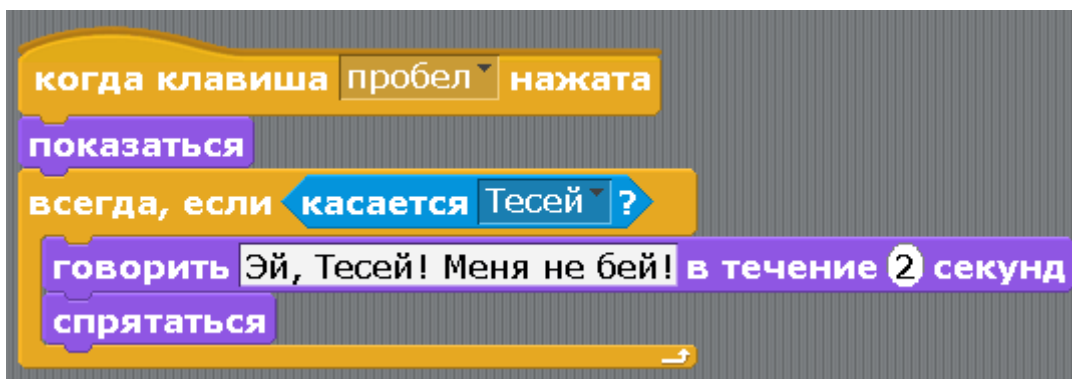 когда клавиша пробел нажата
показаться
всегда, если касается Тесей ?
говорить Эй, Тесей! Меня не бей! в течение 2 секунд
спрятаться